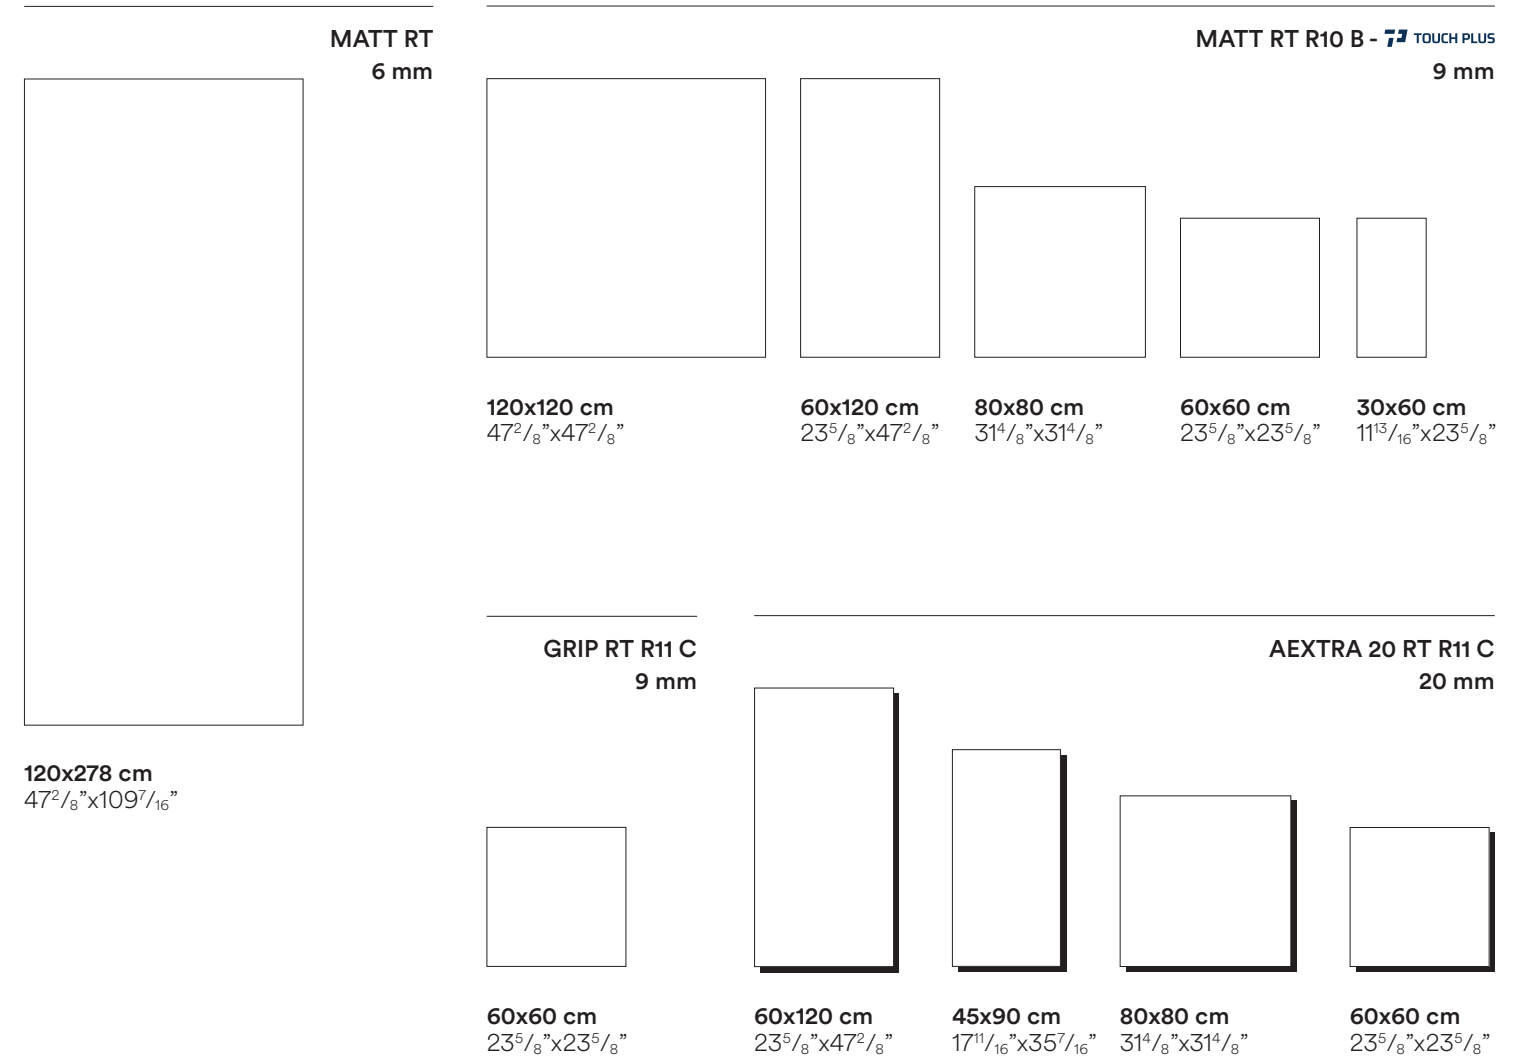 MATT RT
6 mm
120x278 cm
47²/₈”x109⁷/₁₆”
MATT RT R10 B - TOUCH PLUS
9 mm
120x120 cm
47²/₈”x47²/₈”
60x120 cm
23⁵/₈”x47²/₈”
80x80 cm
31⁴/₈”x31⁴/₈”
60x60 cm
23⁵/₈”x23⁵/₈”
30x60 cm
11¹³/₁₆”x23⁵/₈”
GRIP RT R11 C
9 mm
60x60 cm
23⁵/₈”x23⁵/₈”
AEXTRA 20 RT R11 C
20 mm
60x120 cm
23⁵/₈”x47²/₈”
45x90 cm
17¹¹/₁₆”x35⁷/₁₆”
80x80 cm
31⁴/₈”x31⁴/₈”
60x60 cm
23⁵/₈”x23⁵/₈”